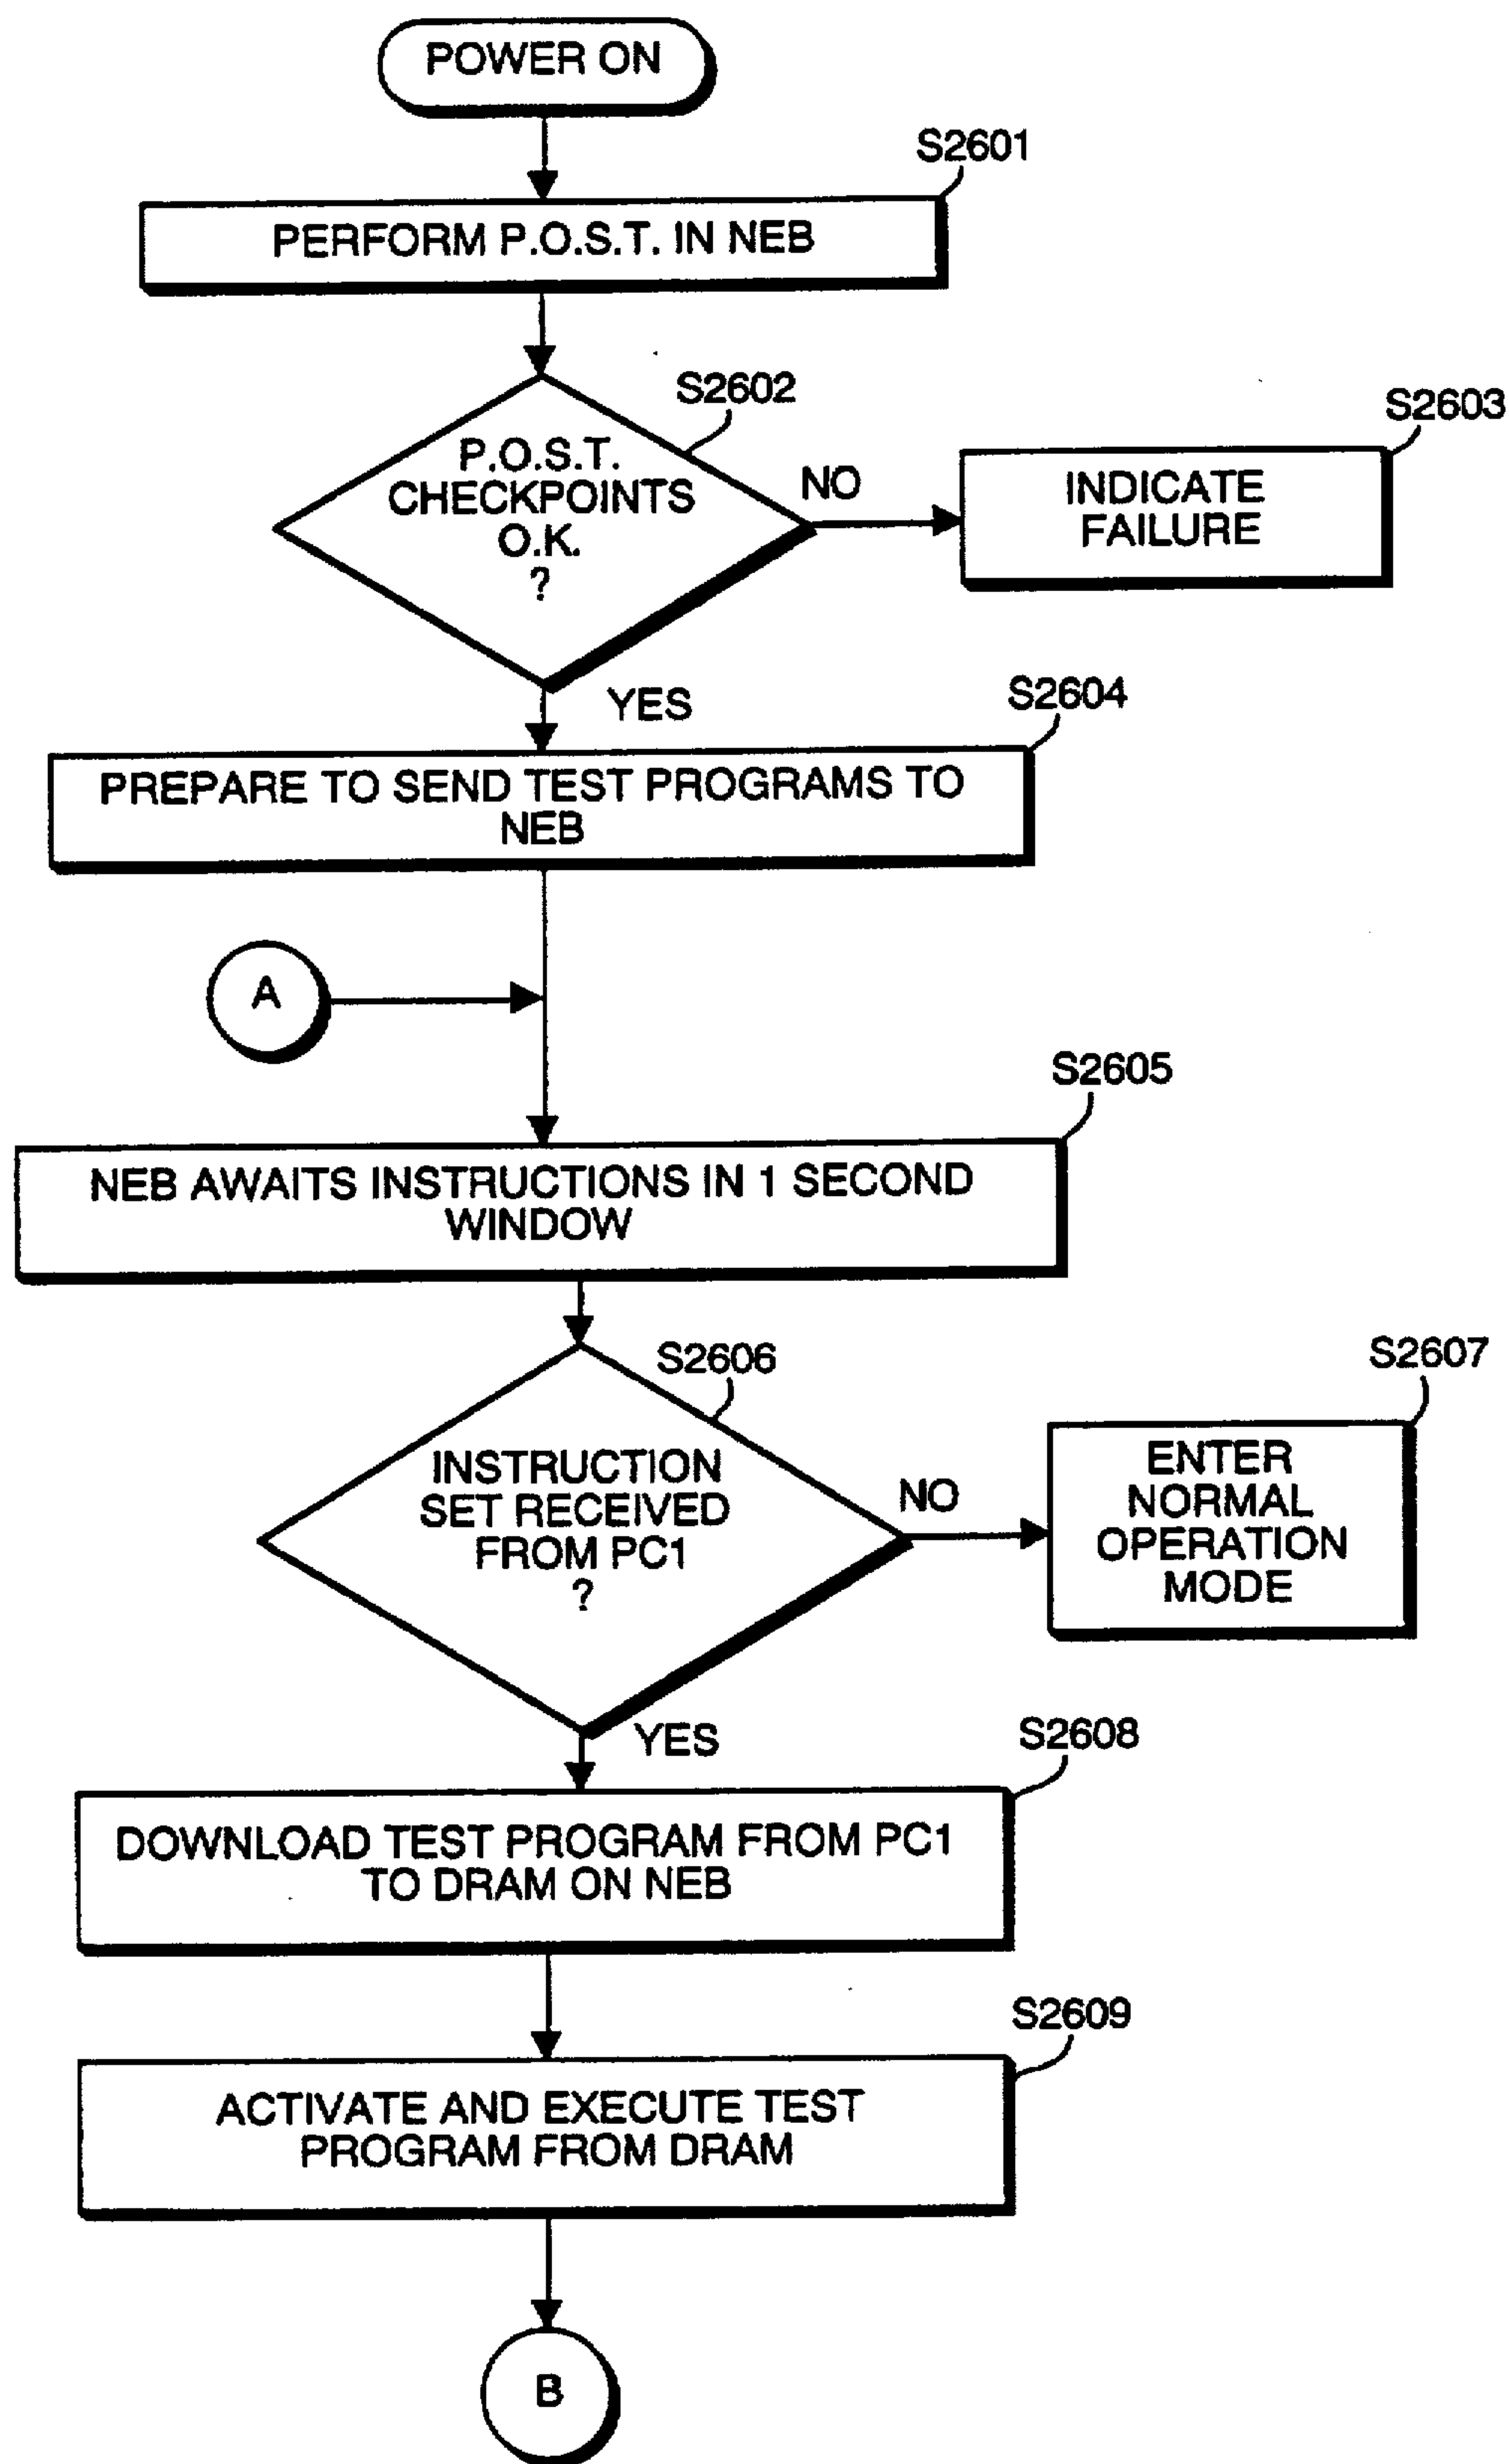 POWER ON
S2601
PERFORM P.O.S.T. IN NEB
S2602
P.O.S.T.
CHECKPOINTS
O.K.
?
NO
S2603
INDICATE
FAILURE
YES
S2604
PREPARE TO SEND TEST PROGRAMS TO
NEB
A
S2605
NEB AWAITS INSTRUCTIONS IN 1 SECOND
WINDOW
S2606
INSTRUCTION
SET RECEIVED
FROM PC1
?
NO
S2607
ENTER
NORMAL
OPERATION
MODE
YES
S2608
DOWNLOAD TEST PROGRAM FROM PC1
TO DRAM ON NEB
S2609
ACTIVATE AND EXECUTE TEST
PROGRAM FROM DRAM
B